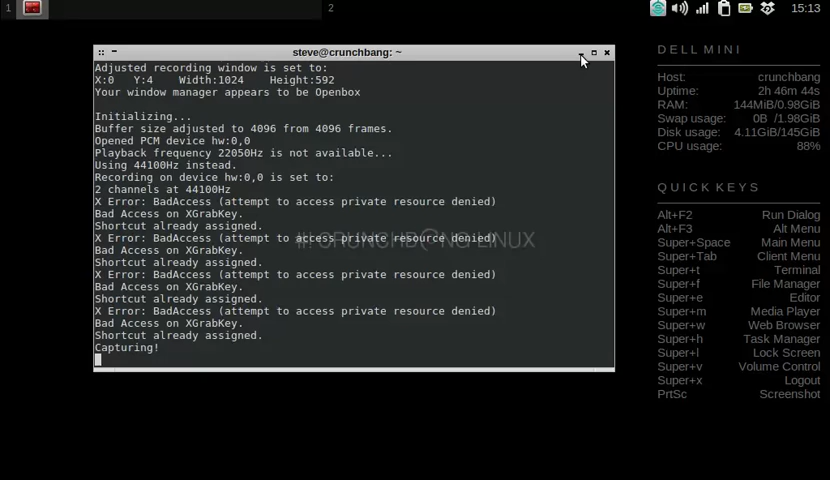 1
2
15:13
steve@crunchbang: ~
Adjusted recording window is set to:
X:0 Y:4 Width:1024 Height:592
Your window manager appears to be Openbox
Initializing...
Buffer size adjusted to 4096 from 4096 frames.
Opened PCM device hw:0,0
Playback frequency 22050Hz is not available...
Using 44100Hz instead.
Recording on device hw:0,0 is set to:
2 channels at 44100Hz
X Error: BadAccess (attempt to access private resource denied)
Bad Access on XGrabKey.
Shortcut already assigned.
X Error: BadAccess (attempt to access private resource denied)
Bad Access on XGrabKey.
Shortcut already assigned.
X Error: BadAccess (attempt to access private resource denied)
Bad Access on XGrabKey.
Shortcut already assigned.
X Error: BadAccess (attempt to access private resource denied)
Bad Access on XGrabKey.
Shortcut already assigned.
Capturing!
#! CRUNCHBANG LINUX
DELL MINI
Host: crunchbang
Uptime: 2h 46m 44s
RAM: 144MiB/0.98GiB
Swap usage: 0B /1.98GiB
Disk usage: 4.11GiB/145GiB
CPU usage: 88%
QUICK KEYS
Alt+F2 Run Dialog
Alt+F3 Alt Menu
Super+Space Main Menu
Super+Tab Client Menu
Super+t Terminal
Super+f File Manager
Super+e Editor
Super+m Media Player
Super+w Web Browser
Super+h Task Manager
Super+l Lock Screen
Super+v Volume Control
Super+x Logout
PrtSc Screenshot